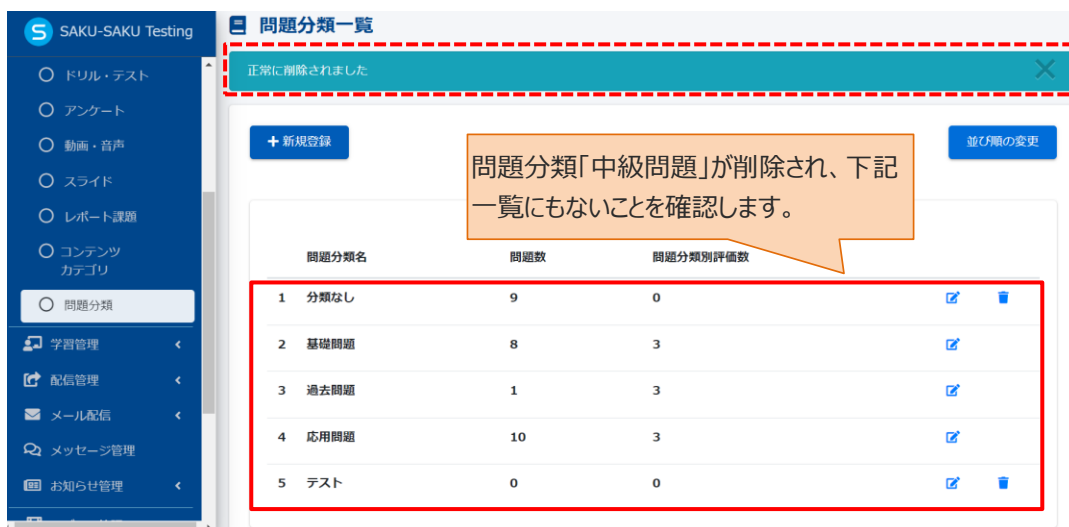 SAKU-SAKU Testing
問題分類一覧
正常に削除されました
ドリル・テスト
アンケート
動画・音声
スライド
レポート課題
コンテンツ
カテゴリ
問題分類
学習管理
配信管理
メール配信
メッセージ管理
お知らせ管理
新規登録
並び順の変更
問題分類「中級問題」が削除され、下記
一覧にもないことを確認します。
問題分類名 問題数 問題分類別評価数
1 分類なし 9 0
2 基礎問題 8 3
3 過去問題 1 3
4 応用問題 10 3
5 テスト 0 0